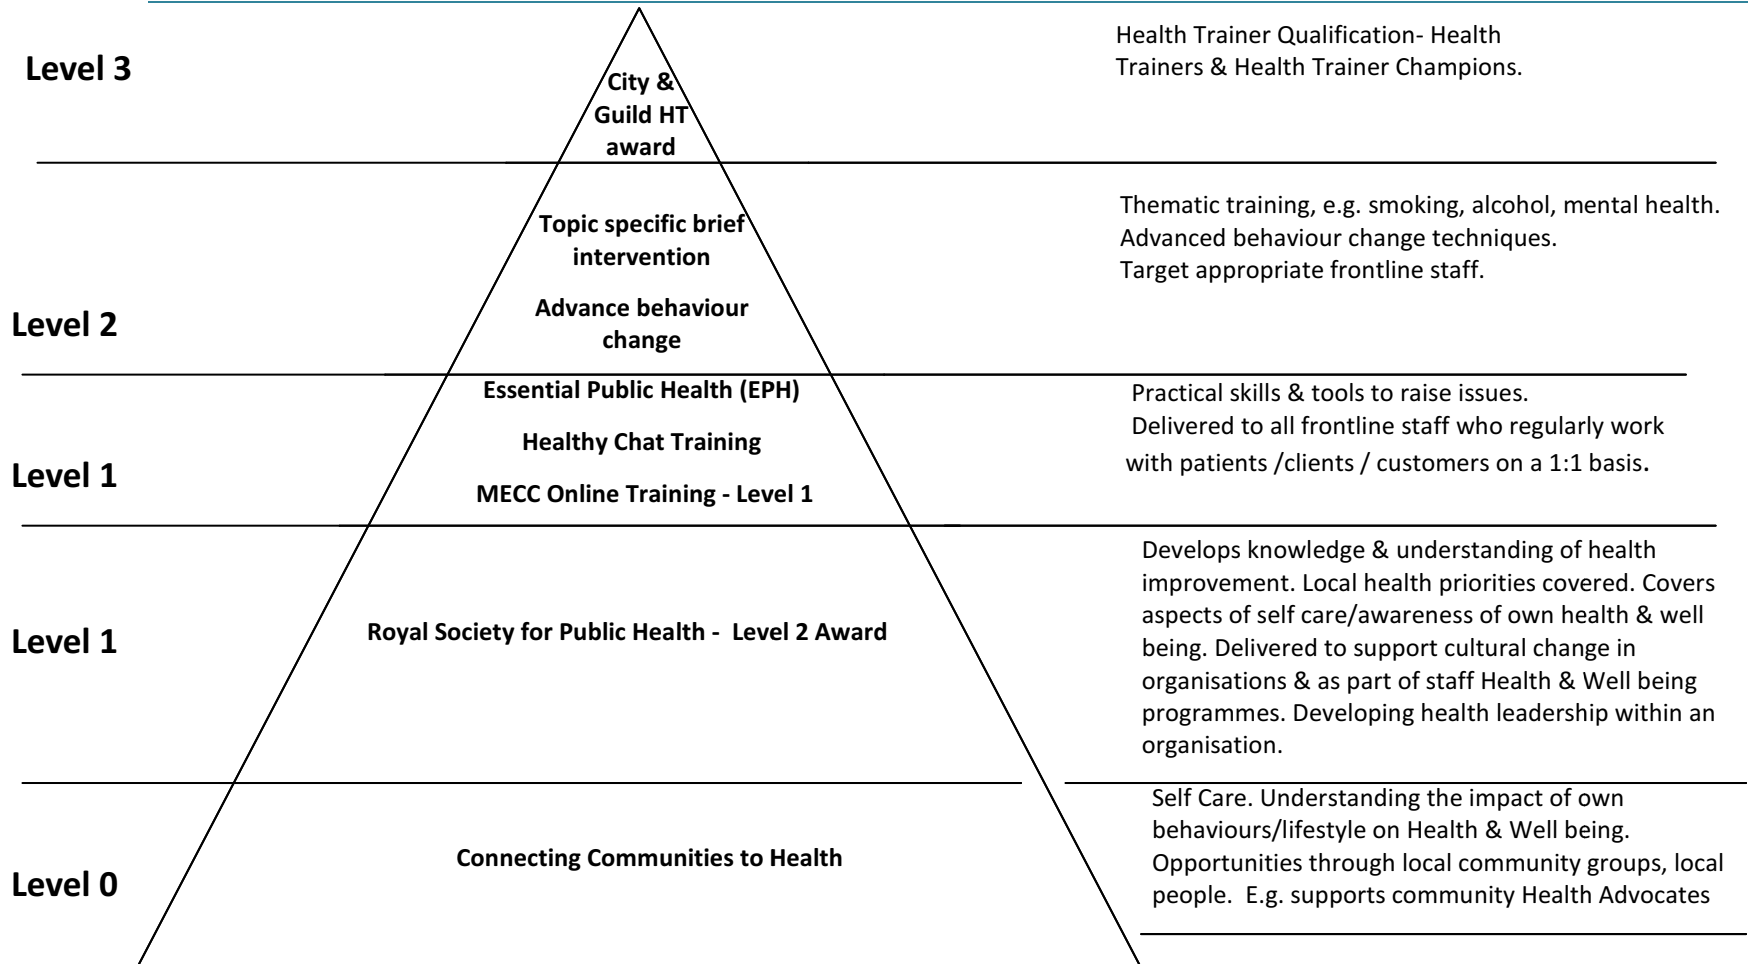 Level 3
City &
Guild HT
award
Health Trainer Qualification- Health
Trainers & Health Trainer Champions.
Level 2
Topic specific brief
intervention
Advance behaviour
change
Thematic training, e.g. smoking, alcohol, mental health.
Advanced behaviour change techniques.
Target appropriate frontline staff.
Level 1
Essential Public Health (EPH)
Healthy Chat Training
MECC Online Training - Level 1
Practical skills & tools to raise issues.
Delivered to all frontline staff who regularly work
with patients /clients / customers on a 1:1 basis.
Level 1
Royal Society for Public Health -  Level 2 Award
Develops knowledge & understanding of health
improvement. Local health priorities covered. Covers
aspects of self care/awareness of own health & well
being. Delivered to support cultural change in
organisations & as part of staff Health & Well being
programmes. Developing health leadership within an
organisation.
Level 0
Connecting Communities to Health
Self Care. Understanding the impact of own
behaviours/lifestyle on Health & Well being.
Opportunities through local community groups, local
people.  E.g. supports community Health Advocates